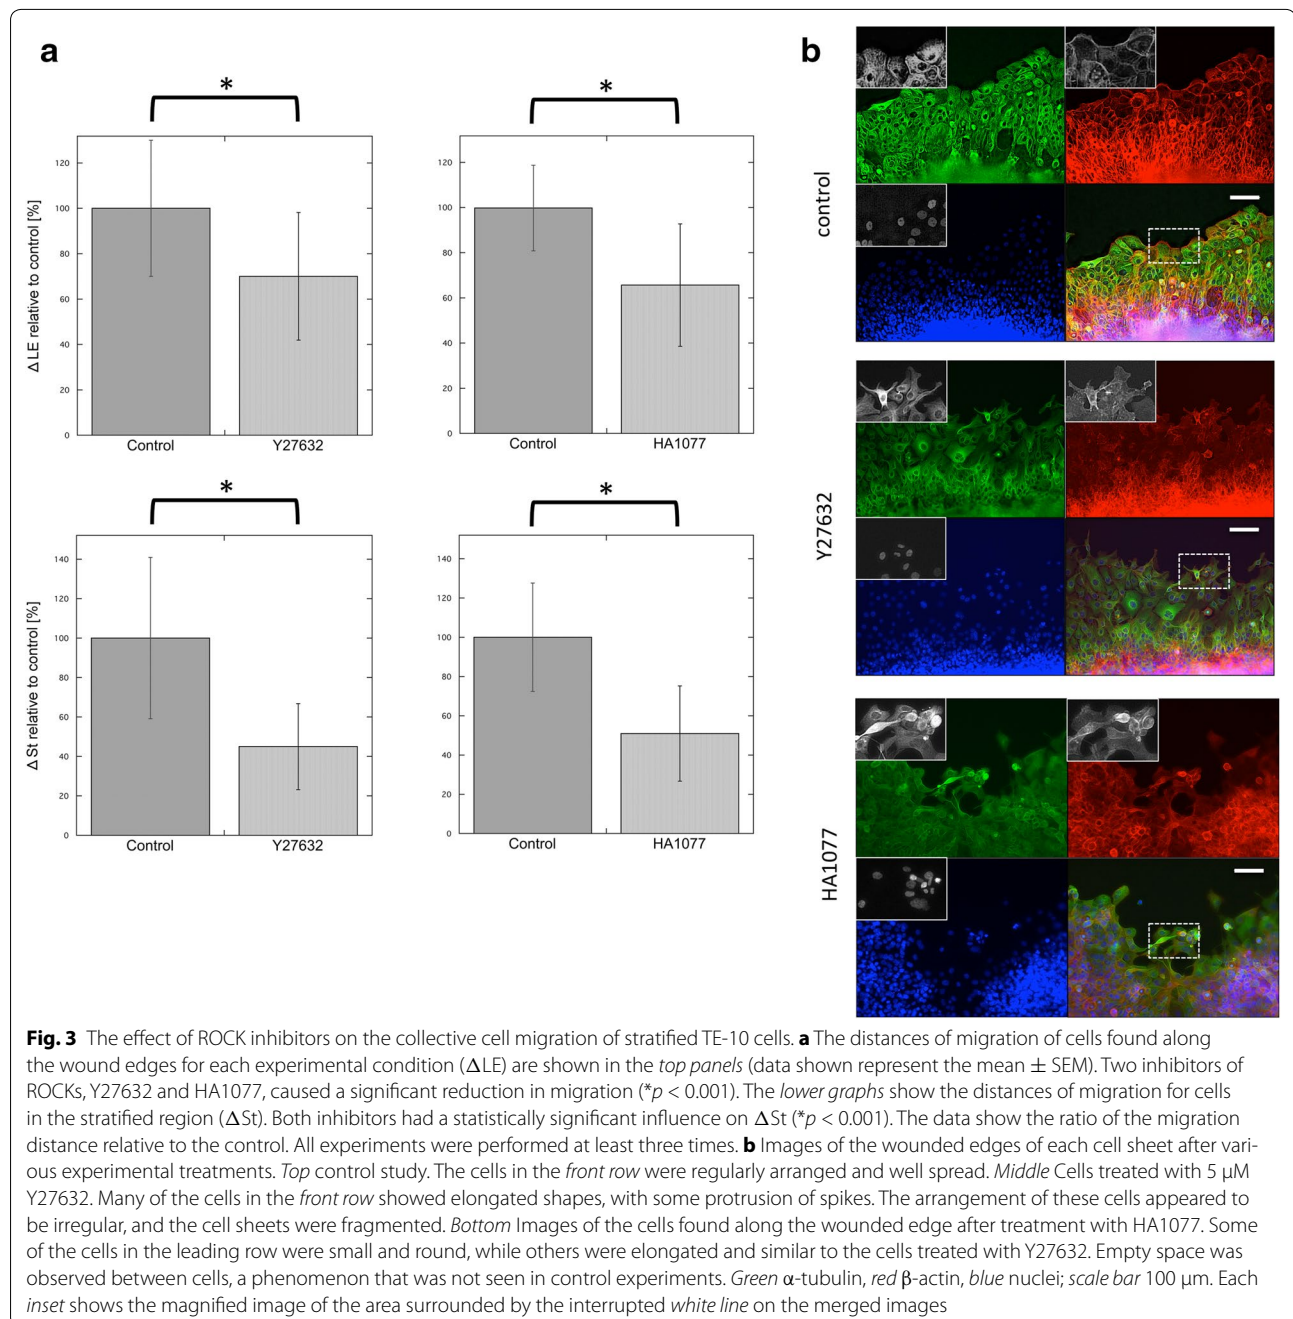 a
b
*
*
Δ LE relative to control [%]
120
100
80
60
40
20
0
Control
Y27632
120
100
80
60
40
20
0
Control
HA1077
*
*
Δ St relative to control [%]
140
120
100
80
60
40
20
0
Control
Y27632
140
120
100
80
60
40
20
0
Control
HA1077
control
Y27632
HA1077
Fig. 3 The effect of ROCK inhibitors on the collective cell migration of stratified TE-10 cells. a The distances of migration of cells found along
the wound edges for each experimental condition (ΔLE) are shown in the top panels (data shown represent the mean ± SEM). Two inhibitors of
ROCKs, Y27632 and HA1077, caused a significant reduction in migration (*p < 0.001). The lower graphs show the distances of migration for cells
in the stratified region (ΔSt). Both inhibitors had a statistically significant influence on ΔSt (*p < 0.001). The data show the ratio of the migration
distance relative to the control. All experiments were performed at least three times. b Images of the wounded edges of each cell sheet after vari-
ous experimental treatments. Top control study. The cells in the front row were regularly arranged and well spread. Middle Cells treated with 5 μM
Y27632. Many of the cells in the front row showed elongated shapes, with some protrusion of spikes. The arrangement of these cells appeared to
be irregular, and the cell sheets were fragmented. Bottom Images of the cells found along the wounded edge after treatment with HA1077. Some
of the cells in the leading row were small and round, while others were elongated and similar to the cells treated with Y27632. Empty space was
observed between cells, a phenomenon that was not seen in control experiments. Green α-tubulin, red β-actin, blue nuclei; scale bar 100 μm. Each
inset shows the magnified image of the area surrounded by the interrupted white line on the merged images